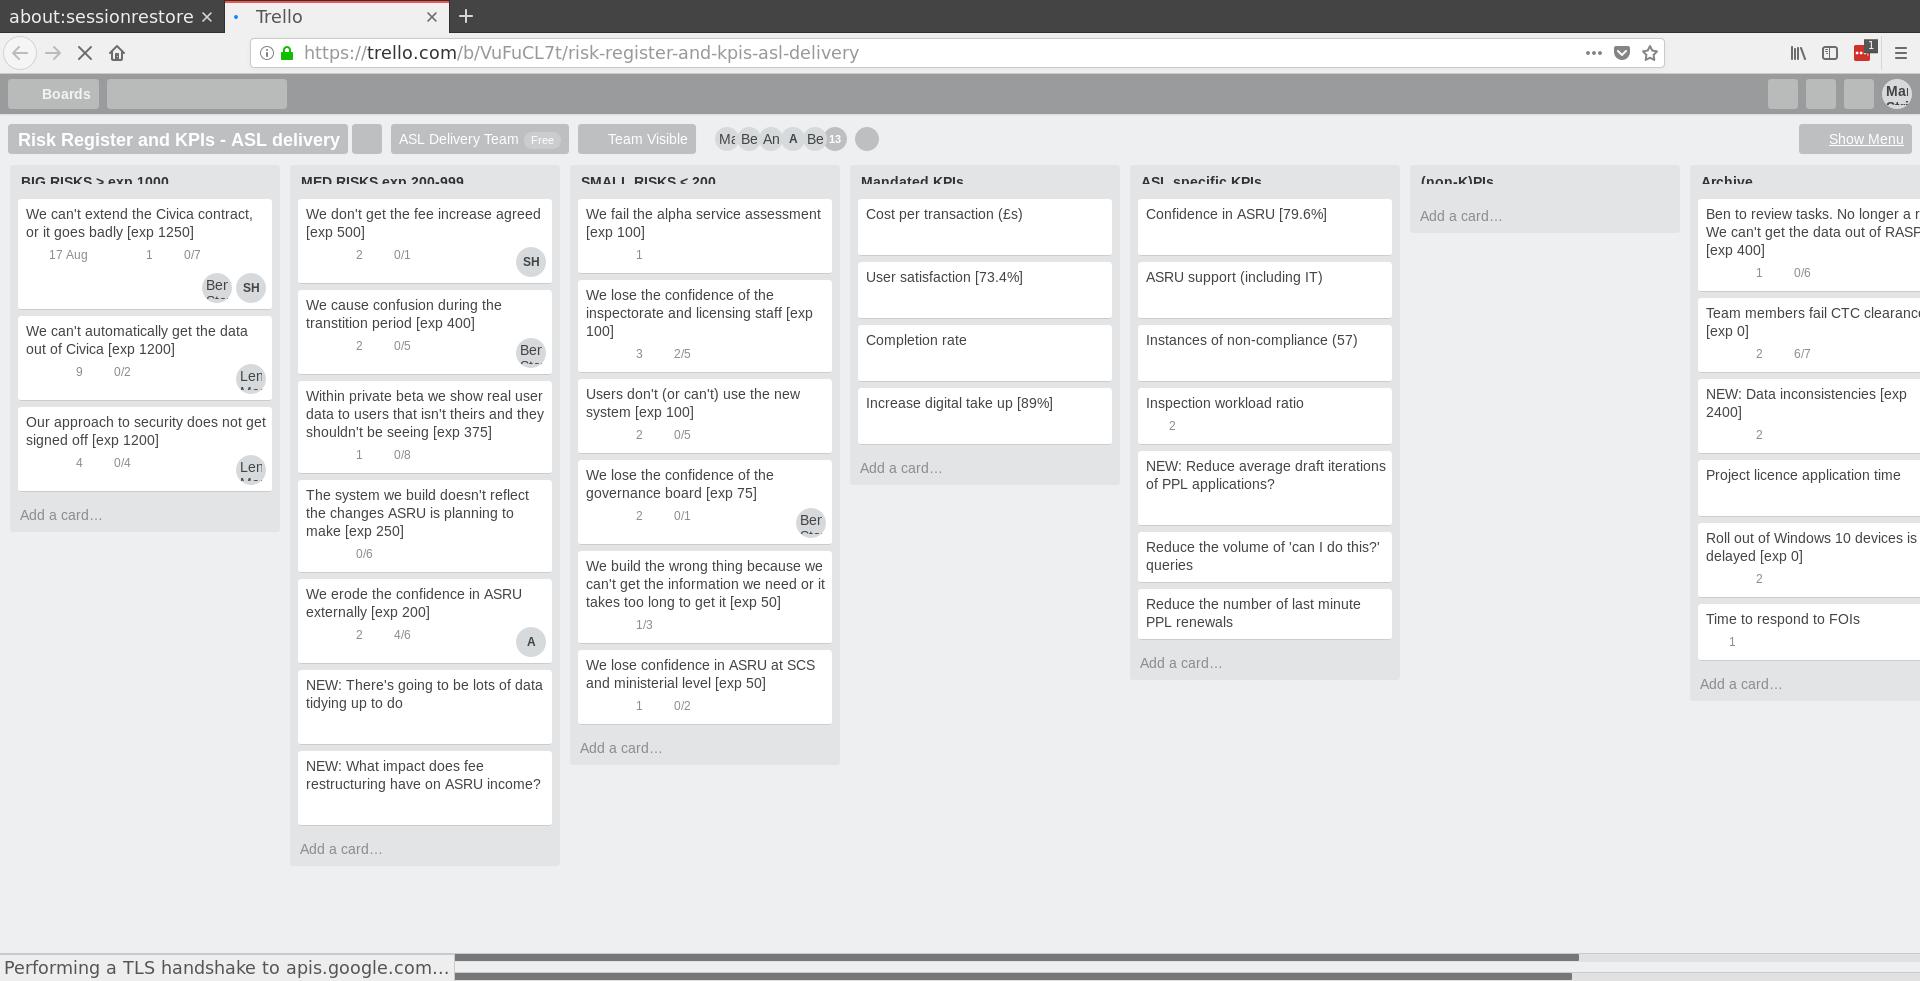 about:sessionrestore
Trello
https://trello.com/b/VuFuCL7t/risk-register-and-kpis-asl-delivery
1
Boards
Mar
Risk Register and KPIs - ASL delivery
ASL Delivery Team Free
Team Visible
Ma Be An A Be 13
Show Menu
BIG RISKS > exp 1000
We can't extend the Civica contract,
or it goes badly [exp 1250]
17 Aug 1 0/7
Ben SH
We can't automatically get the data
out of Civica [exp 1200]
9 0/2
Len
Our approach to security does not get
signed off [exp 1200]
4 0/4
Len
Add a card…
MED RISKS exp 200-999
We don't get the fee increase agreed
[exp 500]
2 0/1
SH
We cause confusion during the
transtition period [exp 400]
2 0/5
Ben
Within private beta we show real user
data to users that isn't theirs and they
shouldn't be seeing [exp 375]
1 0/8
The system we build doesn't reflect
the changes ASRU is planning to
make [exp 250]
0/6
We erode the confidence in ASRU
externally [exp 200]
2 4/6
A
NEW: There's going to be lots of data
tidying up to do
NEW: What impact does fee
restructuring have on ASRU income?
Add a card…
SMALL RISKS < 200
We fail the alpha service assessment
[exp 100]
1
We lose the confidence of the
inspectorate and licensing staff [exp
100]
3 2/5
Users don't (or can't) use the new
system [exp 100]
2 0/5
We lose the confidence of the
governance board [exp 75]
2 0/1
Ben
We build the wrong thing because we
can't get the information we need or it
takes too long to get it [exp 50]
1/3
We lose confidence in ASRU at SCS
and ministerial level [exp 50]
1 0/2
Add a card…
Mandated KPIs
Cost per transaction (£s)
User satisfaction [73.4%]
Completion rate
Increase digital take up [89%]
Add a card…
ASL specific KPIs
Confidence in ASRU [79.6%]
ASRU support (including IT)
Instances of non-compliance (57)
Inspection workload ratio
2
NEW: Reduce average draft iterations
of PPL applications?
Reduce the volume of 'can I do this?'
queries
Reduce the number of last minute
PPL renewals
Add a card…
(non-K)PIs
Add a card…
Archive
Ben to review tasks. No longer a r
We can't get the data out of RASP
[exp 400]
1 0/6
Team members fail CTC clearance
[exp 0]
2 6/7
NEW: Data inconsistencies [exp
2400]
2
Project licence application time
Roll out of Windows 10 devices is
delayed [exp 0]
2
Time to respond to FOIs
1
Add a card…
Performing a TLS handshake to apis.google.com…